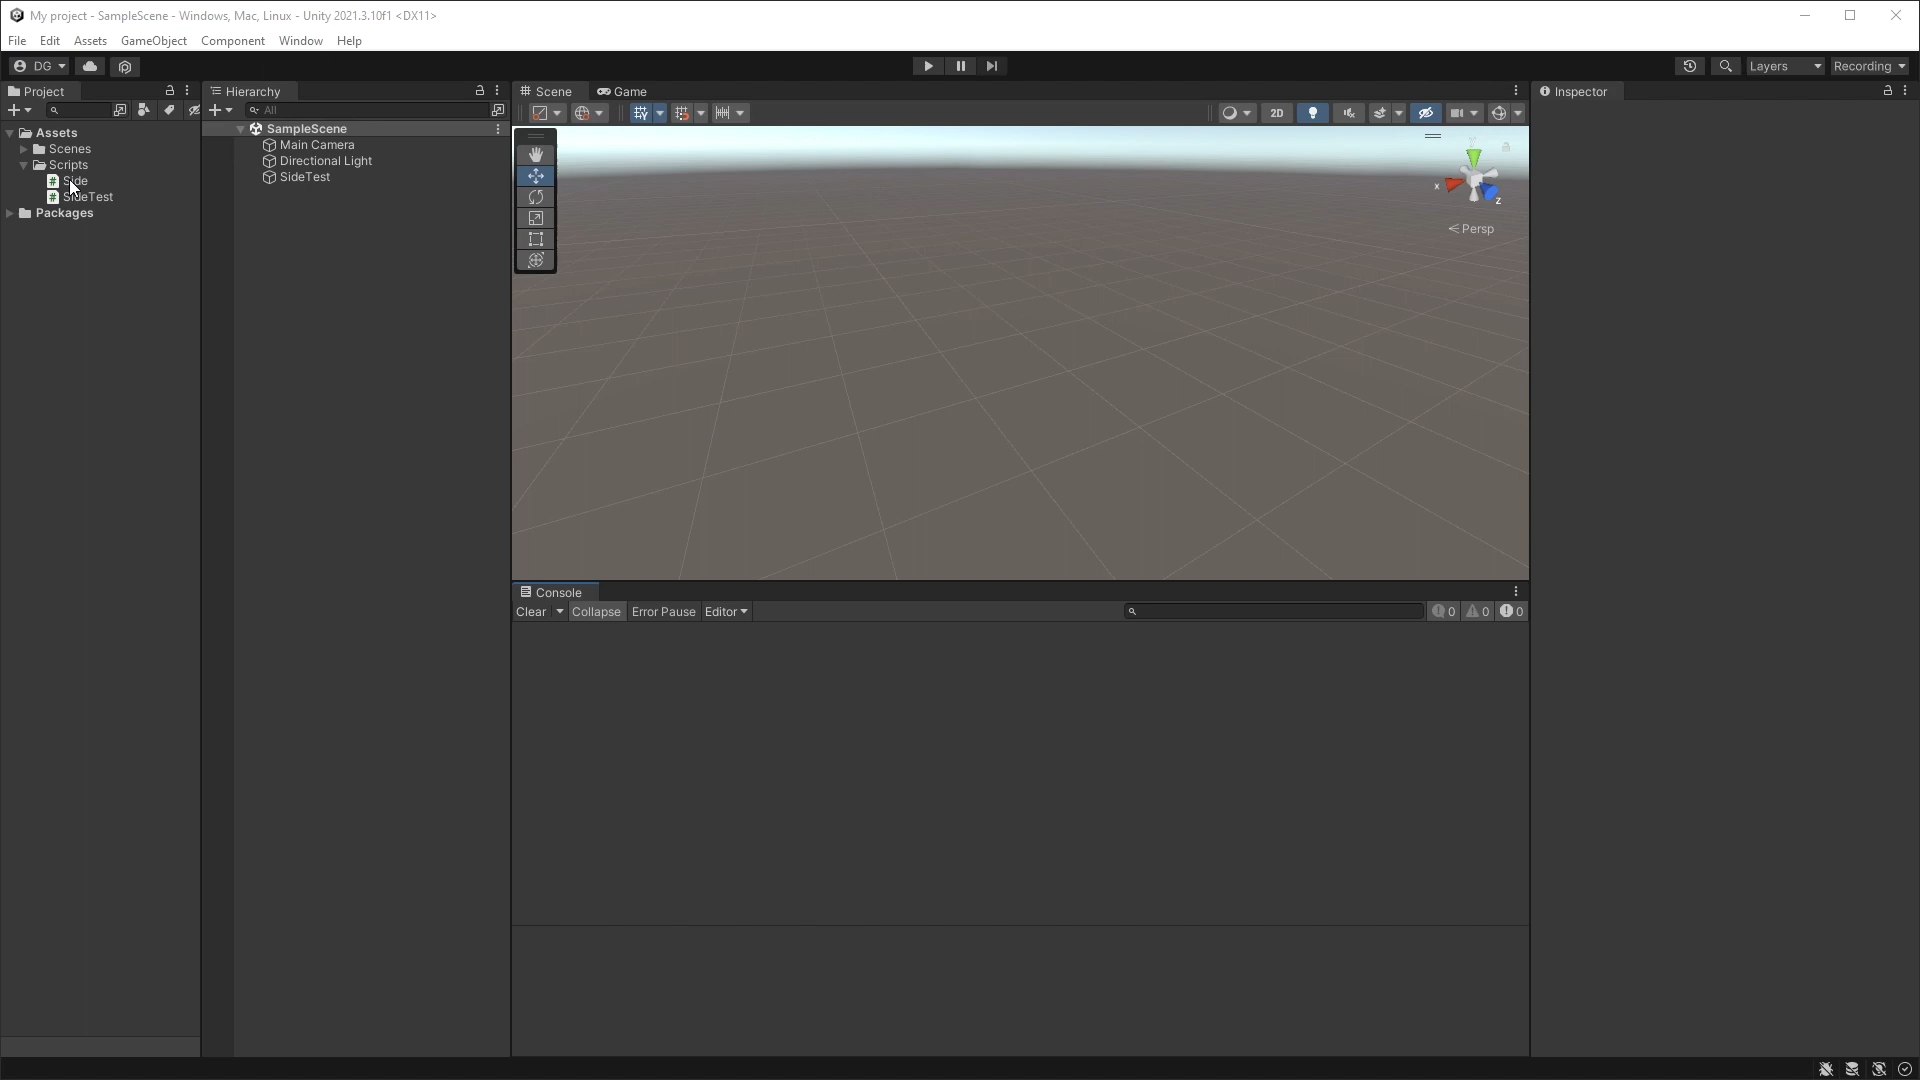 My project - SampleScene - Windows, Mac, Linux - Unity 2021.3.10f1 <DX11>
File Edit Assets GameObject Component Window Help
DG
Layers
Recording
Project
Assets
Scenes
Scripts
Side
SideTest
Packages
Hierarchy
All
SampleScene
Main Camera
Directional Light
SideTest
Scene
Game
2D
x
z
Persp
Console
Clear Collapse Error Pause Editor
0 0 0
Inspector